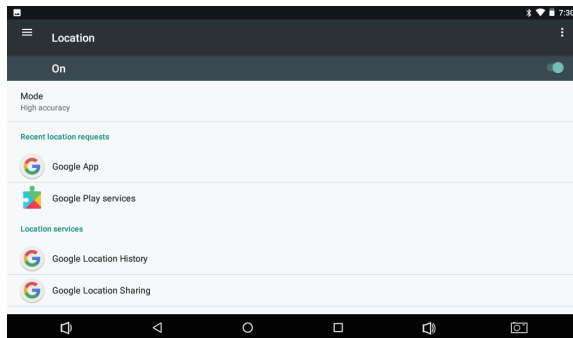 7:30
Location
On
Mode
High accuracy
Recent location requests
Google App
Google Play services
Location services
Google Location History
Google Location Sharing